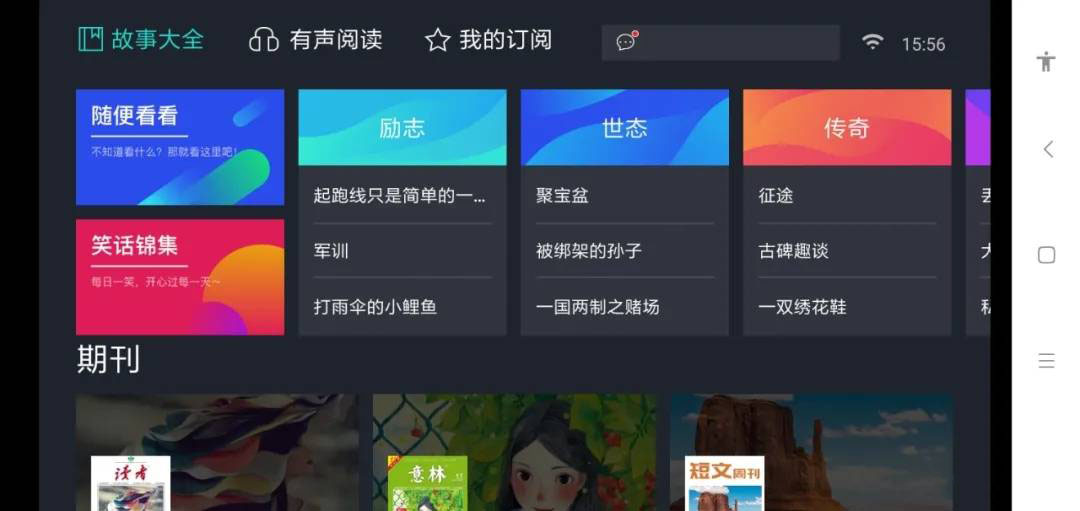 故事大全
有声阅读
我的订阅
15:56
随便看看
不知道看什么？那就看这里吧！
笑话锦集
每日一笑，开心过每一天~
励志
起跑线只是简单的一...
军训
打雨伞的小鲤鱼
世态
聚宝盆
被绑架的孙子
一国两制之赌场
传奇
征途
古碑趣谈
一双绣花鞋
期刊
读者
意林
短文周刊